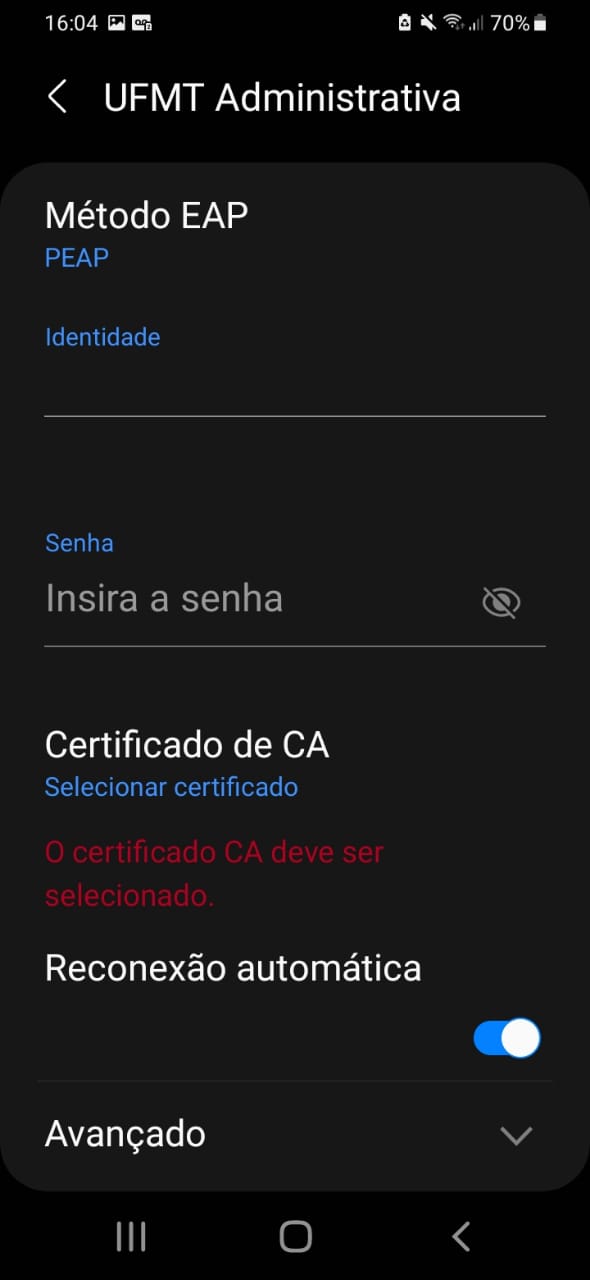 16:04 70%
UFMT Administrativa
Método EAP
PEAP
Identidade
Senha
Insira a senha
Certificado de CA
Selecionar certificado
O certificado CA deve ser
selecionado.
Reconexão automática
Avançado